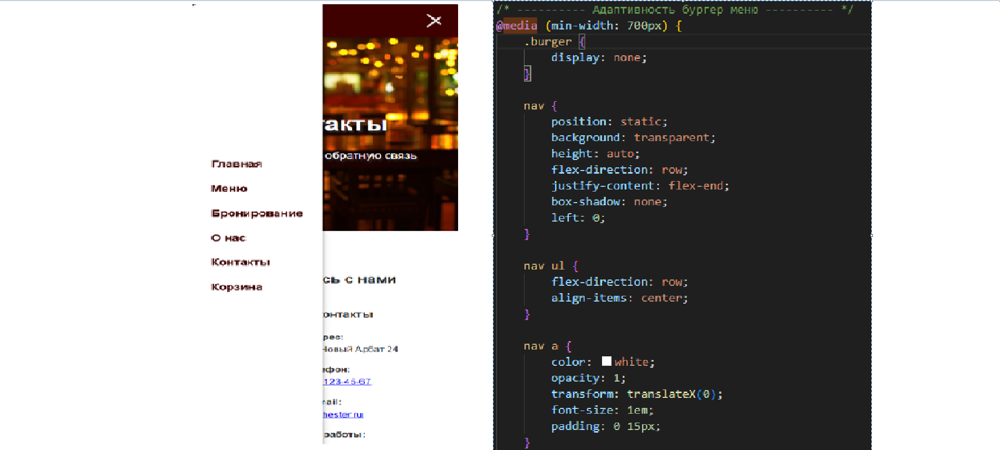 акты
обратную связь
Главная
Меню
Бронирование
О нас
Контакты
Корзина
сь с нами
онтакты
рес:
Новый Арбат 24
ефон:
123-45-67
ail:
hester.ru
работы:
/* ---------- Адаптивность бургер меню ---------- */
@media (min-width: 700px) {
.burger {
display: none;
}
nav {
position: static;
background: transparent;
height: auto;
flex-direction: row;
justify-content: flex-end;
box-shadow: none;
left: 0;
}
nav ul {
flex-direction: row;
align-items: center;
}
nav a {
color: white;
opacity: 1;
transform: translateX(0);
font-size: 1em;
padding: 0 15px;
}